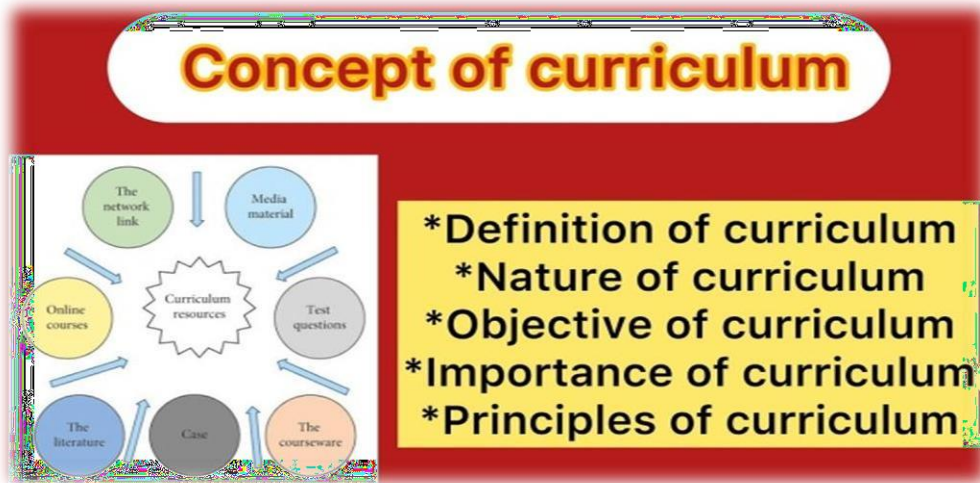 Concept of curriculum
The
network
link
Media
material
Online
courses
Curriculum
resources
Test
questions
The
literature
Case
The
courseware
*Definition of curriculum
*Nature of curriculum
*Objective of curriculum
*Importance of curriculum
*Principles of curriculum